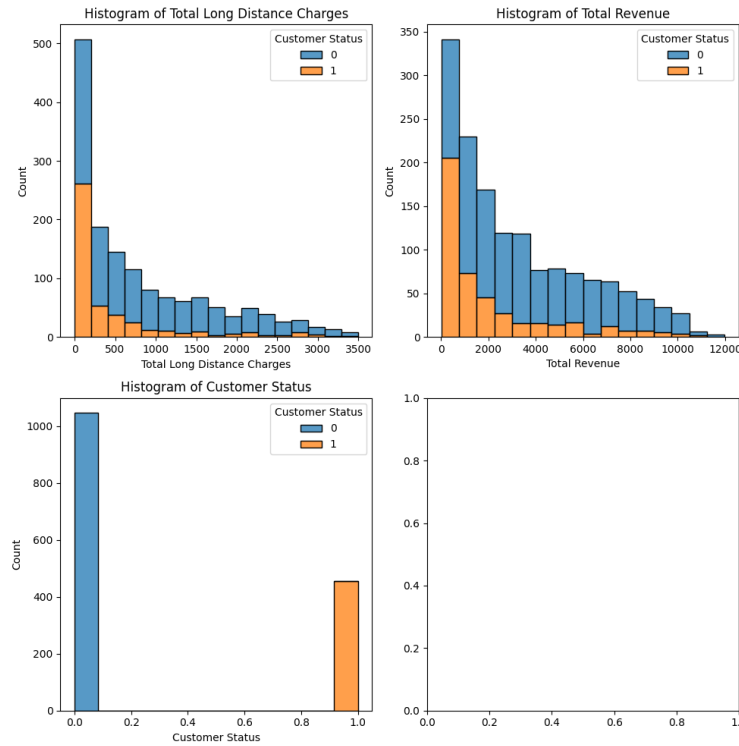 Histogram of Total Long Distance Charges
Customer Status
0
1
500
400
300
200
100
0
Count
0 500 1000 1500 2000 2500 3000 3500
Total Long Distance Charges
Histogram of Total Revenue
Customer Status
0
1
350
300
250
200
150
100
50
0
Count
0 2000 4000 6000 8000 10000 12000
Total Revenue
Histogram of Customer Status
Customer Status
0
1
1000
800
600
400
200
0
Count
0.0 0.2 0.4 0.6 0.8 1.0
Customer Status
1.0
0.8
0.6
0.4
0.2
0.0
0.0 0.2 0.4 0.6 0.8